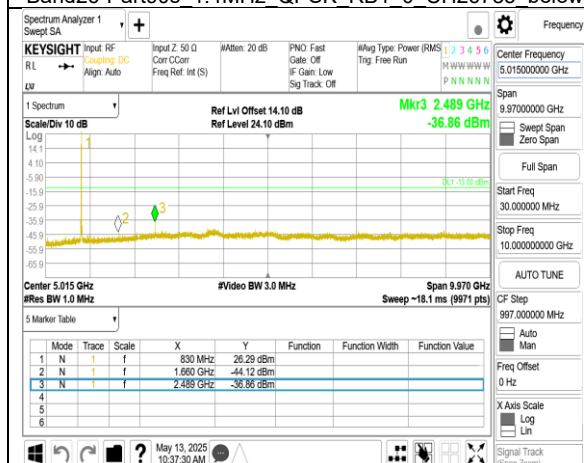 Spectrum Analyzer 1
Swept SA
Frequency
KEYSIGHT
RL
Input: RF
Coupling: DC
Align: Auto
Input Z: 50 Ω
Corr CCorr
Freq Ref: Int (S)
#Atten: 20 dB
PNO: Fast
Gate: Off
IF Gain: Low
Sig Track: Off
#Avg Type: Power (RMS
Trig: Free Run
1 2 3 4 5 6
M W W W W W
P N N N N N
Center Frequency
5.015000000 GHz
Span
9.97000000 GHz
Swept Span
Zero Span
Full Span
Start Freq
30.000000 MHz
Stop Freq
10.000000000 GHz
AUTO TUNE
CF Step
997.000000 MHz
Auto
Man
Freq Offset
0 Hz
X Axis Scale
Log
Lin
Signal Track
1 Spectrum
Scale/Div 10 dB
Ref Lvl Offset 14.10 dB
Ref Level 24.10 dBm
Mkr3 2.489 GHz
-36.86 dBm
Log
14.1
4.10
-5.90
-15.9
-25.9
-35.9
-45.9
-55.9
-65.9
1
2
3
DL1 -13.00 dBm
Center 5.015 GHz
#Video BW 3.0 MHz
Span 9.970 GHz
#Res BW 1.0 MHz
Sweep ~18.1 ms (9971 pts)
5 Marker Table
Mode Trace Scale X Y Function Function Width Function Value
1 N 1 f 830 MHz 26.29 dBm
2 N 1 f 1.660 GHz -44.12 dBm
3 N 1 f 2.489 GHz -36.86 dBm
4
5
6
?
May 13, 2025
10:37:30 AM